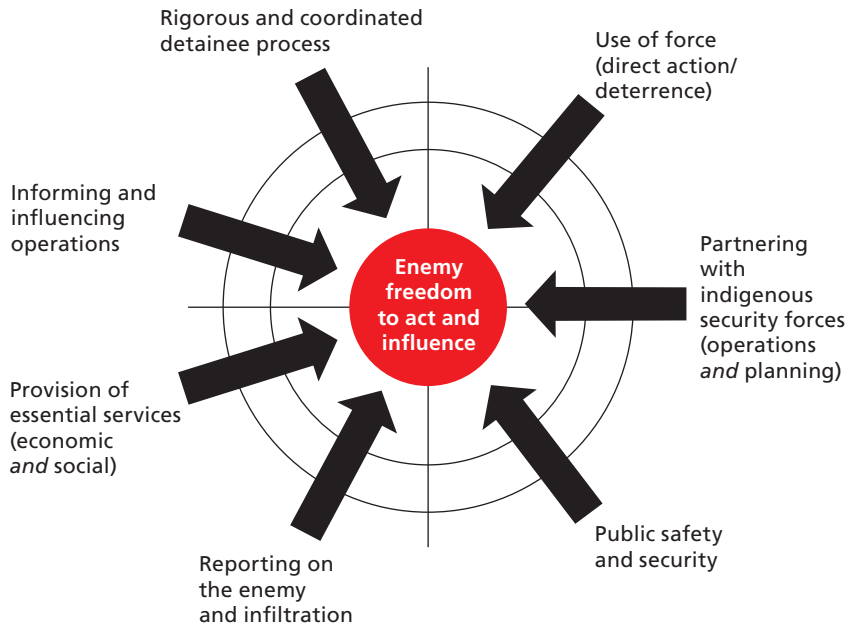 Rigorous and coordinated
detainee process
Use of force
(direct action/
deterrence)
Informing and
influencing
operations
Enemy
freedom
to act and
influence
Partnering
with
indigenous
security forces
(operations
and planning)
Provision of
essential services
(economic
and social)
Public safety
and security
Reporting on
the enemy
and infiltration